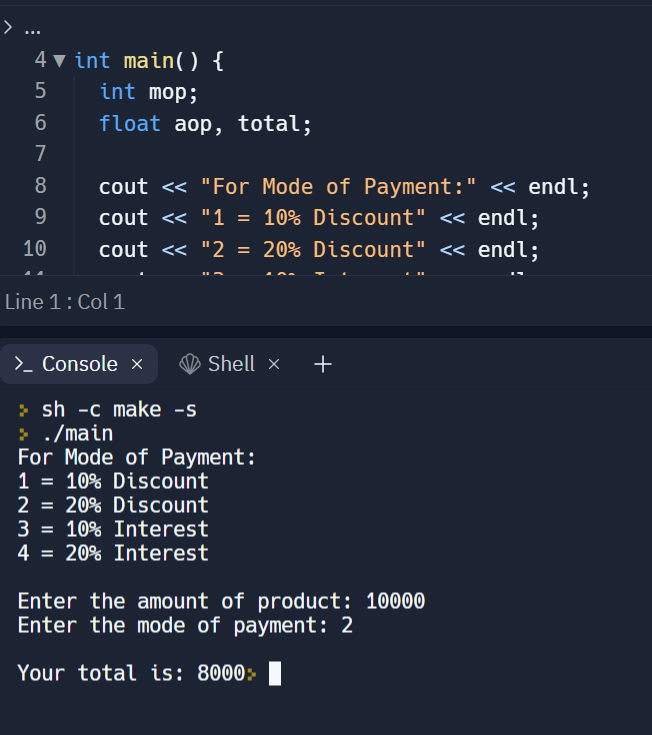 > ...
4 ▼ int main() {
5 int mop;
6 float aop, total;
7
8 cout << "For Mode of Payment:" << endl;
9 cout << "1 = 10% Discount" << endl;
10 cout << "2 = 20% Discount" << endl;
Line 1 : Col 1
>_ Console × Shell × +
> sh -c make -s
> ./main
For Mode of Payment:
1 = 10% Discount
2 = 20% Discount
3 = 10% Interest
4 = 20% Interest
Enter the amount of product: 10000
Enter the mode of payment: 2
Your total is: 8000>